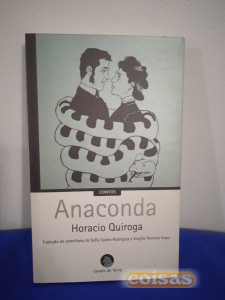 CONTOS
Anaconda
Horacio Quiroga
Tradução do castelhano de Sofia Castro Rodrigues e Virgílio Tenreiro Viseu
cavalo de ferro
coisas